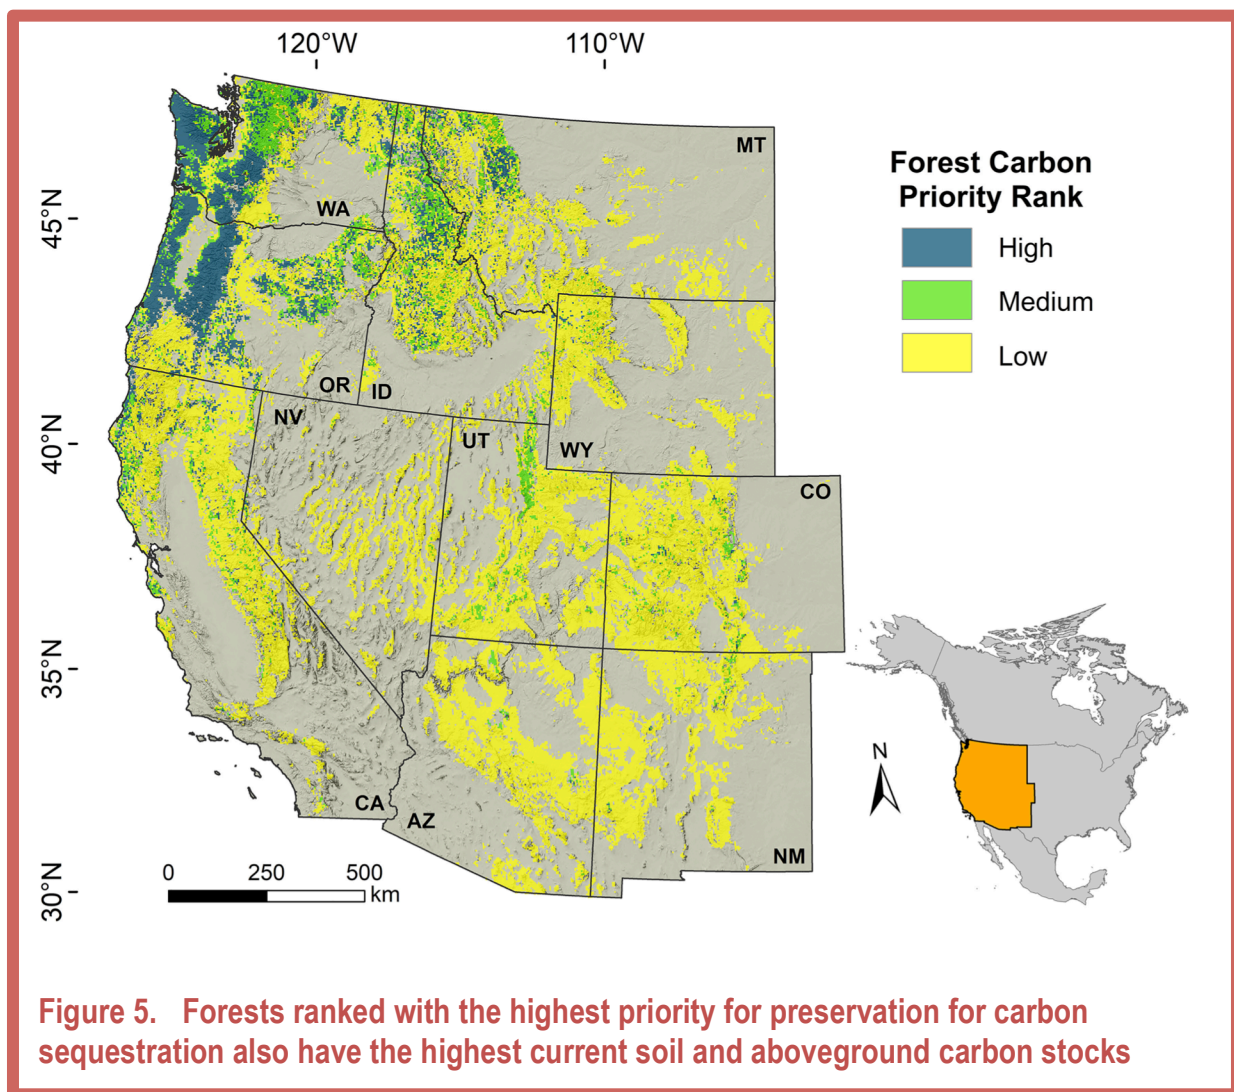 120°W 110°W
45°N
40°N
35°N
30°N
MT
WA
OR
ID
NV
UT
WY
CO
CA
AZ
NM
0 250 500
km
Forest Carbon
Priority Rank
High
Medium
Low
N
Figure 5. Forests ranked with the highest priority for preservation for carbon
sequestration also have the highest current soil and aboveground carbon stocks